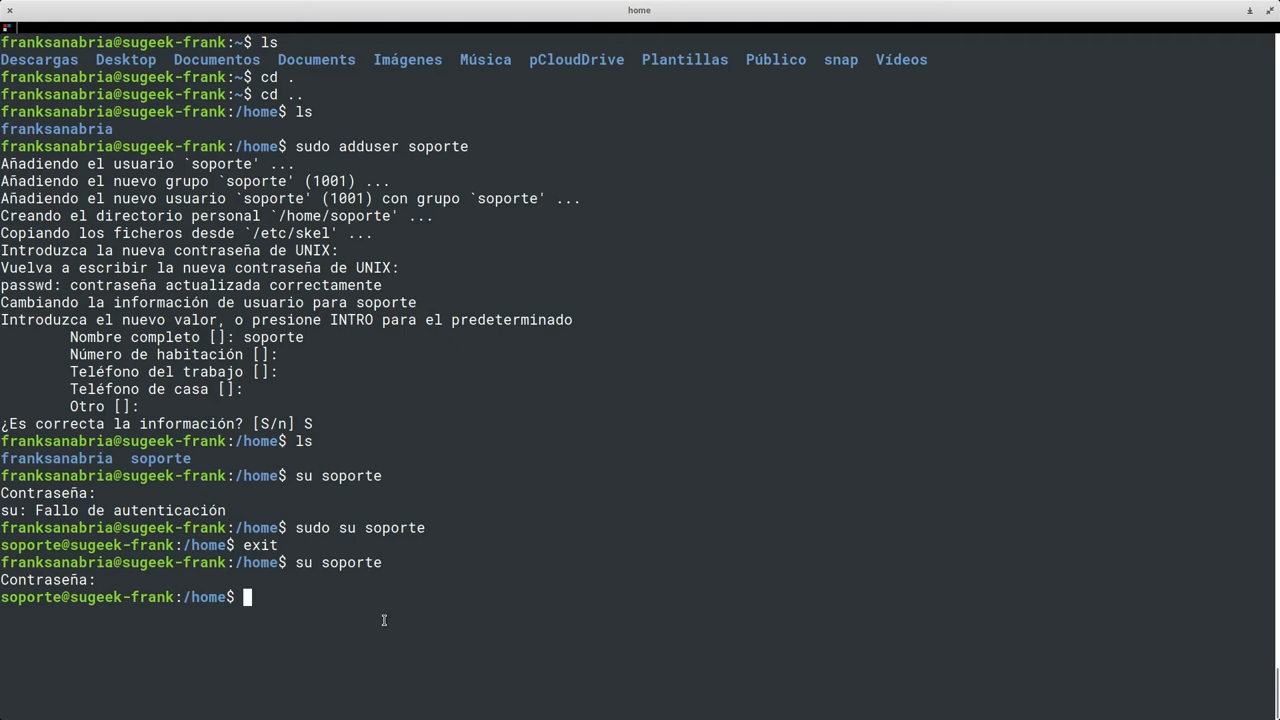 home
franksanabria@sugeek-frank:~$ ls
Descargas Desktop Documentos Documents Imágenes Música pCloudDrive Plantillas Público snap Vídeos
franksanabria@sugeek-frank:~$ cd .
franksanabria@sugeek-frank:~$ cd ..
franksanabria@sugeek-frank:/home$ ls
franksanabria
franksanabria@sugeek-frank:/home$ sudo adduser soporte
Añadiendo el usuario `soporte' ...
Añadiendo el nuevo grupo `soporte' (1001) ...
Añadiendo el nuevo usuario `soporte' (1001) con grupo `soporte' ...
Creando el directorio personal `/home/soporte' ...
Copiando los ficheros desde `/etc/skel' ...
Introduzca la nueva contraseña de UNIX:
Vuelva a escribir la nueva contraseña de UNIX:
passwd: contraseña actualizada correctamente
Cambiando la información de usuario para soporte
Introduzca el nuevo valor, o presione INTRO para el predeterminado
Nombre completo []: soporte
Número de habitación []:
Teléfono del trabajo []:
Teléfono de casa []:
Otro []:
¿Es correcta la información? [S/n] S
franksanabria@sugeek-frank:/home$ ls
franksanabria soporte
franksanabria@sugeek-frank:/home$ su soporte
Contraseña:
su: Fallo de autenticación
franksanabria@sugeek-frank:/home$ sudo su soporte
soporte@sugeek-frank:/home$ exit
franksanabria@sugeek-frank:/home$ su soporte
Contraseña:
soporte@sugeek-frank:/home$